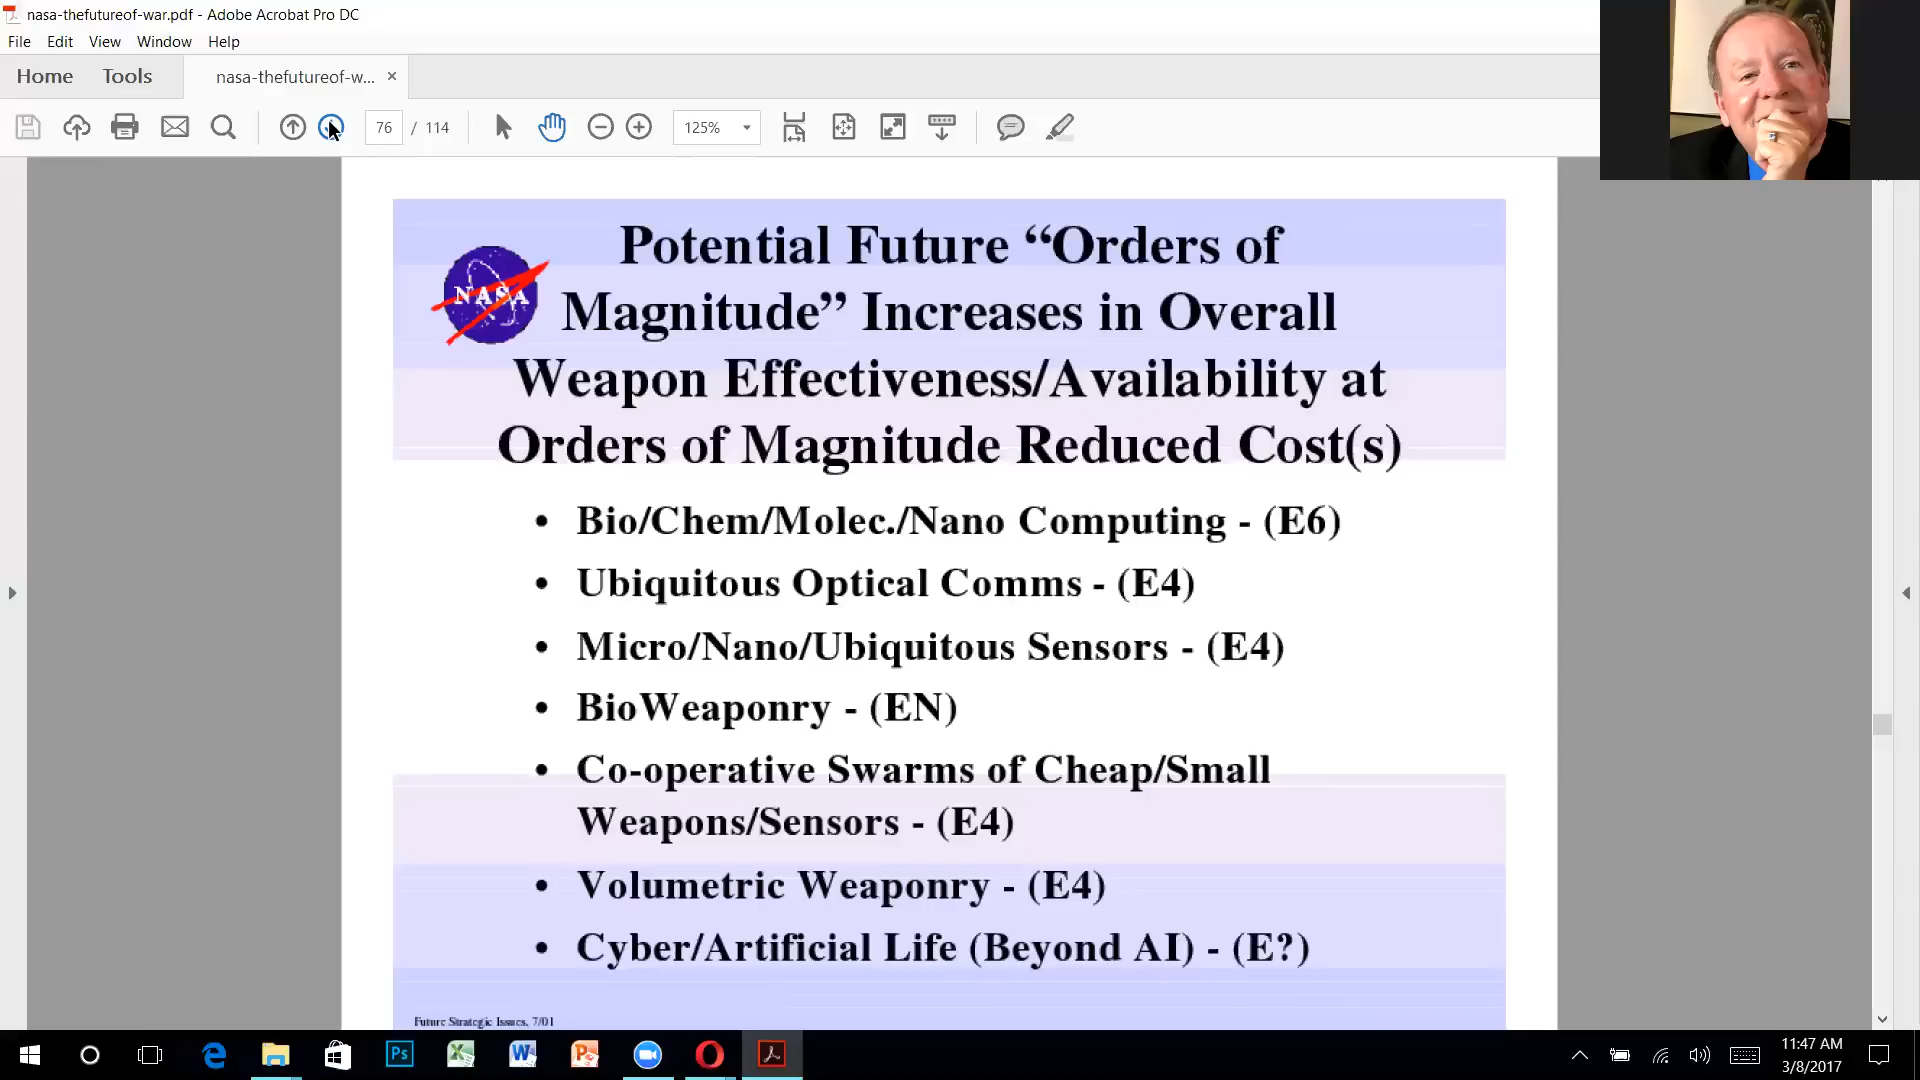 nasa-thefutureof-war.pdf - Adobe Acrobat Pro DC
File Edit View Window Help
Home Tools nasa-thefutureof-w... ×
76 / 114 125%
Potential Future “Orders of
NASA
Magnitude” Increases in Overall
Weapon Effectiveness/Availability at
Orders of Magnitude Reduced Cost(s)
• Bio/Chem/Molec./Nano Computing - (E6)
• Ubiquitous Optical Comms - (E4)
• Micro/Nano/Ubiquitous Sensors - (E4)
• BioWeaponry - (EN)
• Co-operative Swarms of Cheap/Small
Weapons/Sensors - (E4)
• Volumetric Weaponry - (E4)
• Cyber/Artificial Life (Beyond AI) - (E?)
Future Strategic Issues, 7/01
11:47 AM
3/8/2017